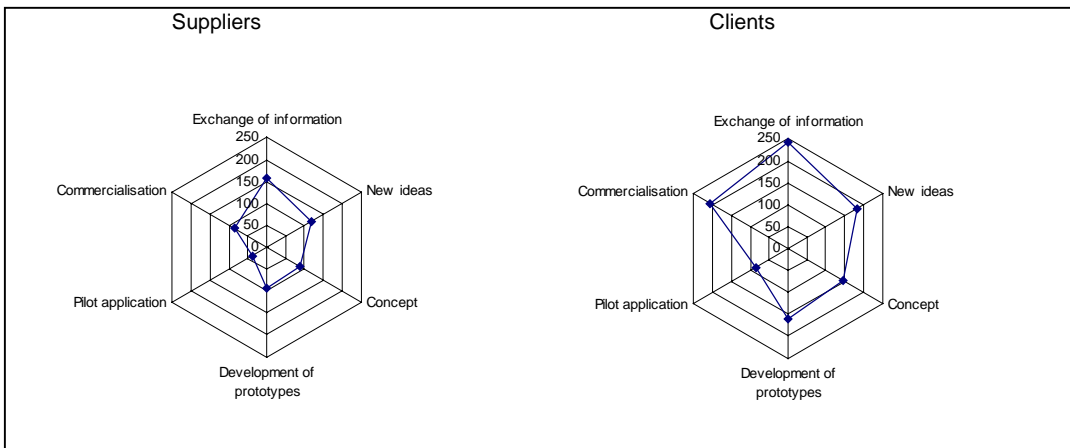 Suppliers
Exchange of information
250
200
150
100
50
0
Commercialisation
New ideas
Pilot application
Concept
Development of
prototypes
Clients
Exchange of information
250
200
150
100
50
0
Commercialisation
New ideas
Pilot application
Concept
Development of
prototypes